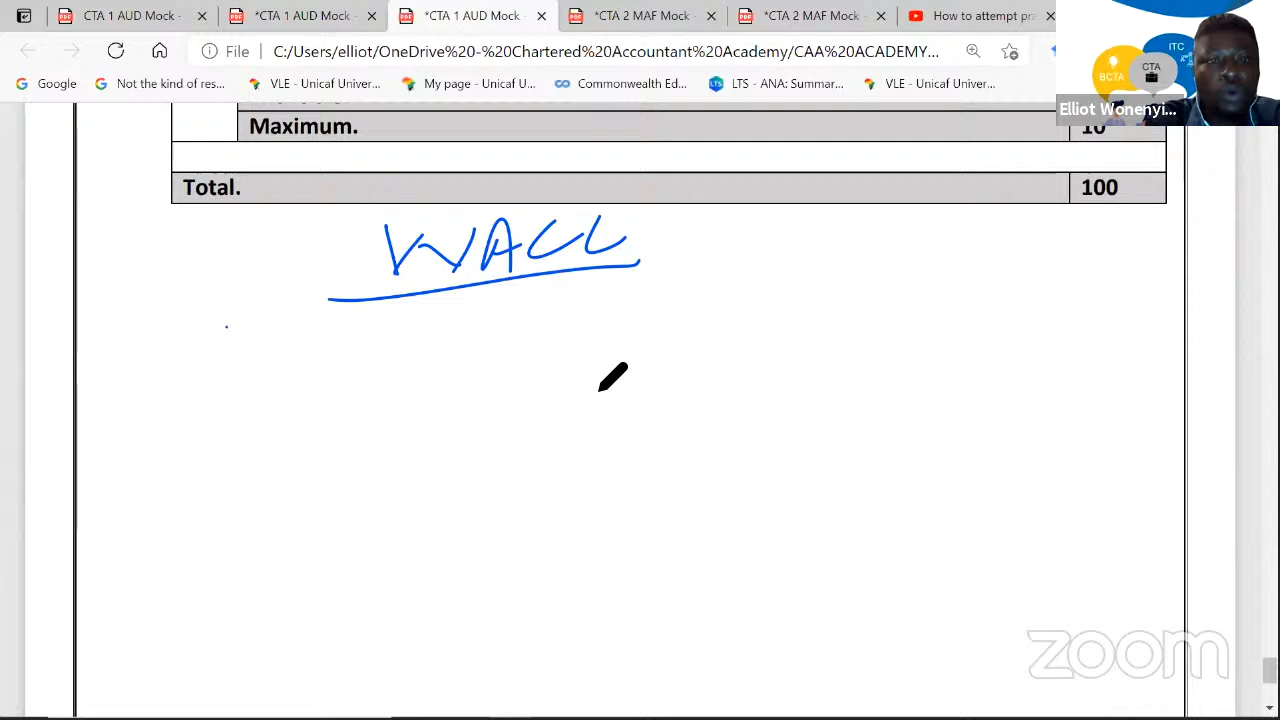 CTA 1 AUD Mock - *CTA 1 AUD Mock - *CTA 1 AUD Mock - *CTA 2 MAF Mock - CTA 2 MAF Mock - How to attempt pra
File C:/Users/elliot/OneDrive%20-%20Chartered%20Accountant%20Academy/CAA%20ACADEMY...
Google Not the kind of res... VLE - Unicaf Univer... My page - Unicaf U... Commonwealth Ed... LTS - ANA: Summar... VLE - Unicaf Univer...
ITC
BCTA CTA
Elliot Wonenyi...
Maximum. 10
Total. 100
WACC
zoom